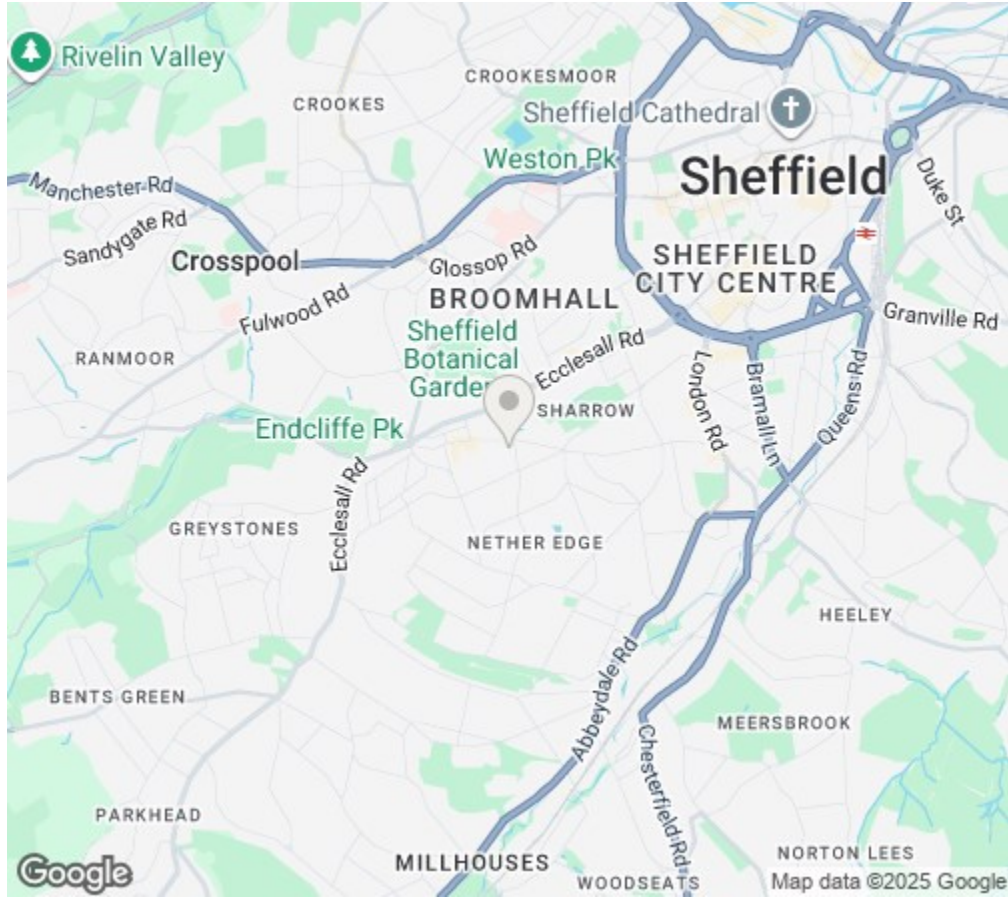 Rivelin Valley
CROOKESMOOR
CROOKES
Sheffield Cathedral
Weston Pk
Sheffield
Duke St
Manchester Rd
Sandygate Rd
Crosspool
Glossop Rd
SHEFFIELD
CITY CENTRE
BROOMHALL
Fulwood Rd
Granville Rd
Sheffield
Botanical
Garden
RANMOOR
Ecclesall Rd
London Rd
Bramall Ln
Queens Rd
SHARROW
Endcliffe Pk
Ecclesall Rd
GREYSTONES
NETHER EDGE
HEELEY
Abbeydale Rd
BENTS GREEN
MEERSBROOK
Chesterfield Rd
PARKHEAD
MILLHOUSES
NORTON LEES
WOODSEATS
Google
Map data ©2025 Google